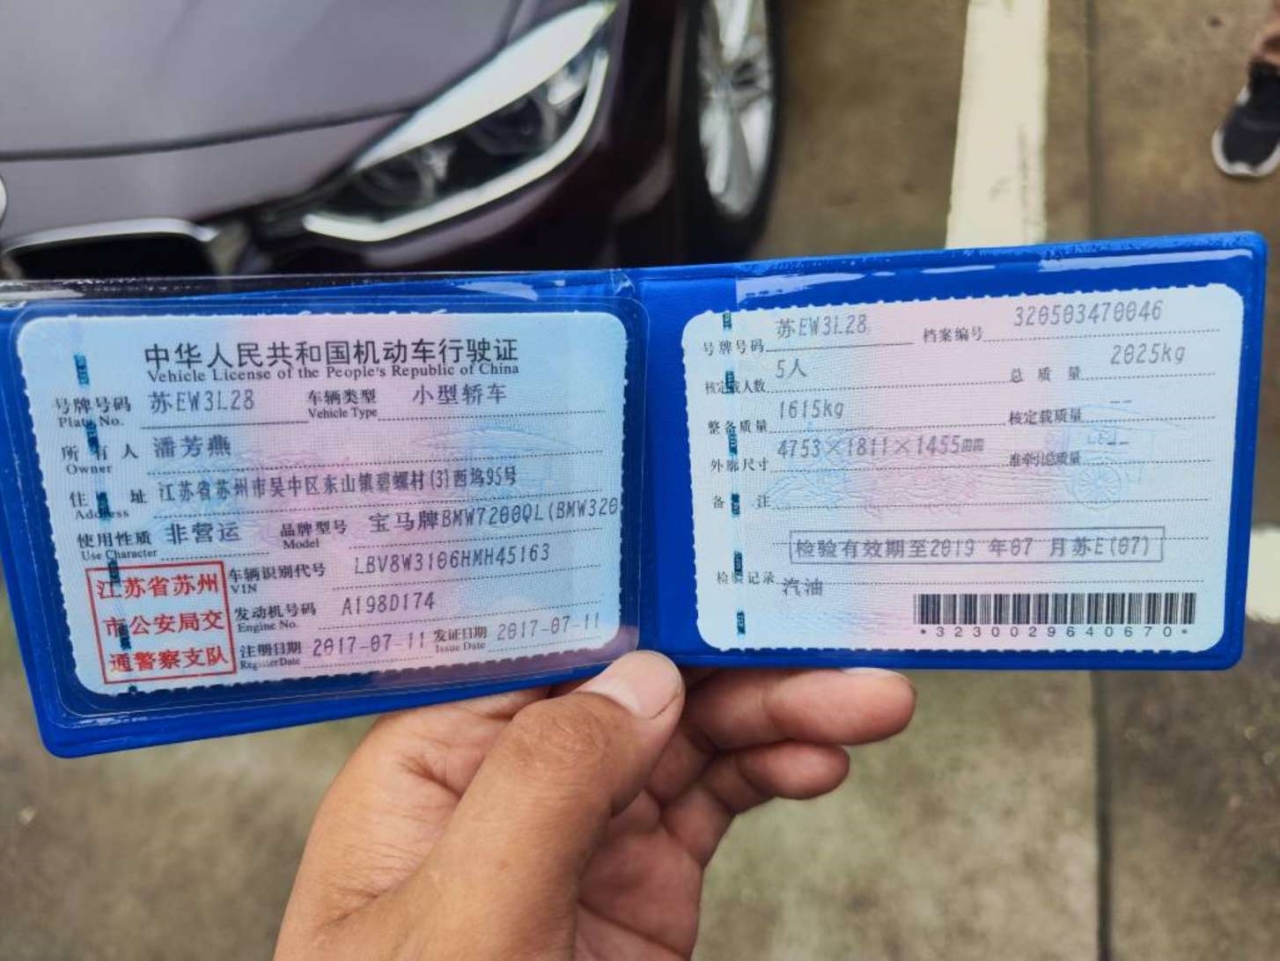 中华人民共和国机动车行驶证
Vehicle License of the People's Republic of China
号牌号码 苏EW3L28 车辆类型 小型轿车
Plate No. Vehicle Type
所有人 潘芳燕
Owner
住址 江苏省苏州市吴中区东山镇碧螺村(3)西坞95号
Address
使用性质 非营运 品牌型号 宝马牌BMW7200QL(BMW320
Use Character Model
江苏省苏州
市公安局交
通警察支队
车辆识别代号 LBV8W3106HMH45163
VIN
发动机号码 A198D174
Engine No.
注册日期 2017-07-11 发证日期 2017-07-11
Register Date Issue Date
号牌号码 苏EW3L28 档案编号 320503470046
核定载人数 5人 总质量 2025kg
整备质量 1615kg 核定载质量 --
外廓尺寸 4753×1811×1455mm 准牵引总质量 --
备注
检验有效期至2019 年07 月苏E(07)
检验记录 汽油
*3230029640670*